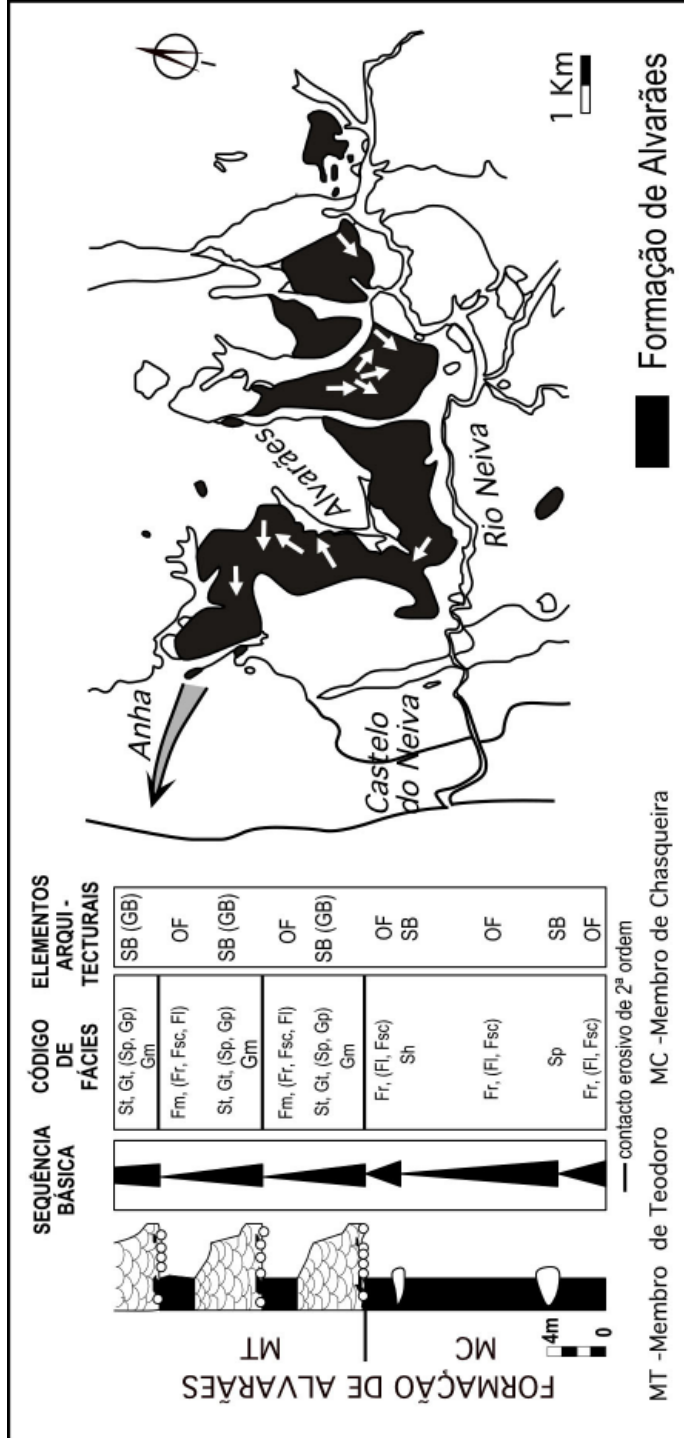 SEQUÊNCIA
BÁSICA
CÓDIGO
DE
FÁCIES
ELEMENTOS
ARQUI -
TECTURAIS
FORMAÇÃO DE ALVARÃES
MT
MC
4m
0
St, Gt, (Sp, Gp)
Gm
SB (GB)
Fm, (Fr, Fsc, Fl)
OF
St, Gt, (Sp, Gp)
Gm
SB (GB)
Fm, (Fr, Fsc, Fl)
OF
St, Gt, (Sp, Gp)
Gm
SB (GB)
Fr, (Fl, Fsc)
OF
Sh
SB
Fr, (Fl, Fsc)
OF
Sp
SB
Fr, (Fl, Fsc)
OF
contacto erosivo de 2ª ordem
MT -Membro de Teodoro
MC -Membro de Chasqueira
Anha
Alvarães
Castelo
do Neiva
Rio Neiva
1 Km
Formação de Alvarães